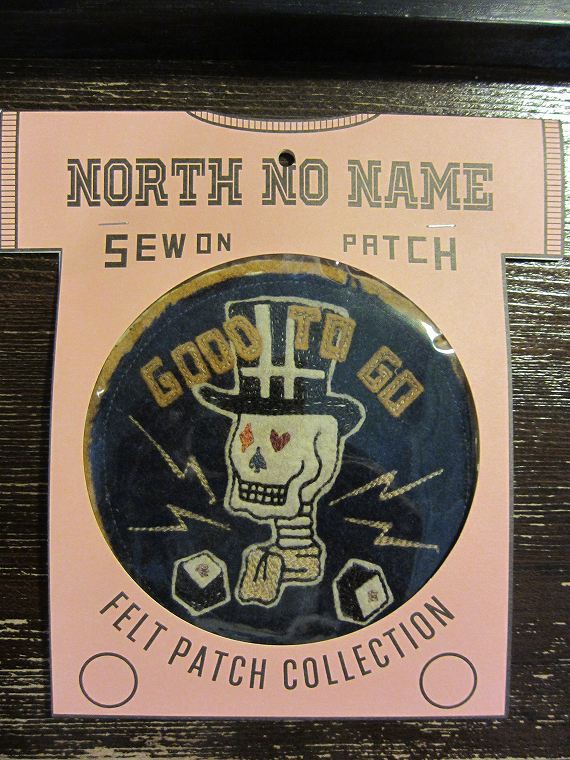 NORTH NO NAME
SEW ON PATCH
GOOD TO GO
FELT PATCH COLLECTION